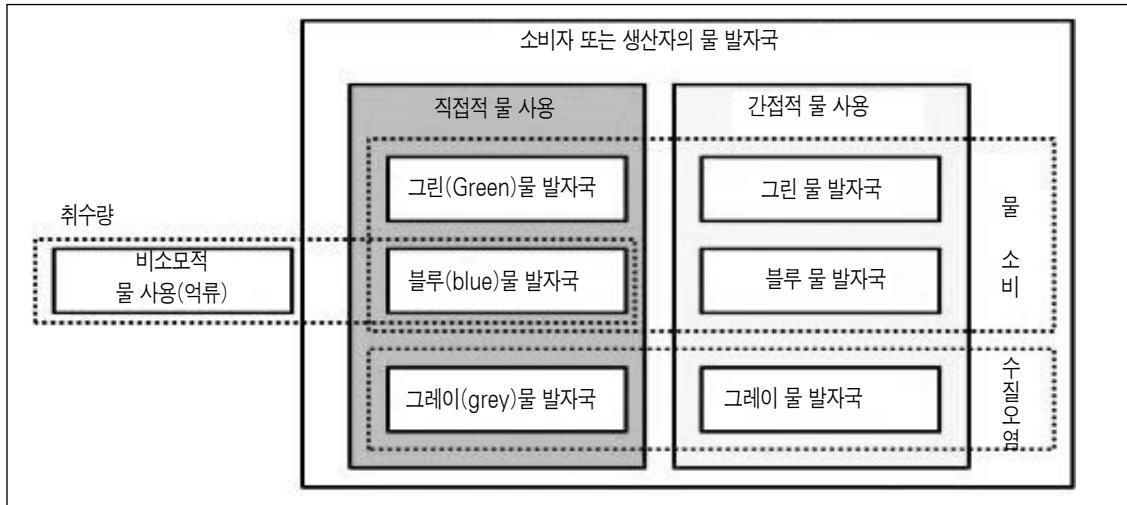 소비자 또는 생산자의 물 발자국
직접적 물 사용
간접적 물 사용
그린(Green)물 발자국
그린 물 발자국
물 소비
취수량
비소모적
물 사용(억류)
블루(blue)물 발자국
블루 물 발자국
그레이(grey)물 발자국
그레이 물 발자국
수질오염